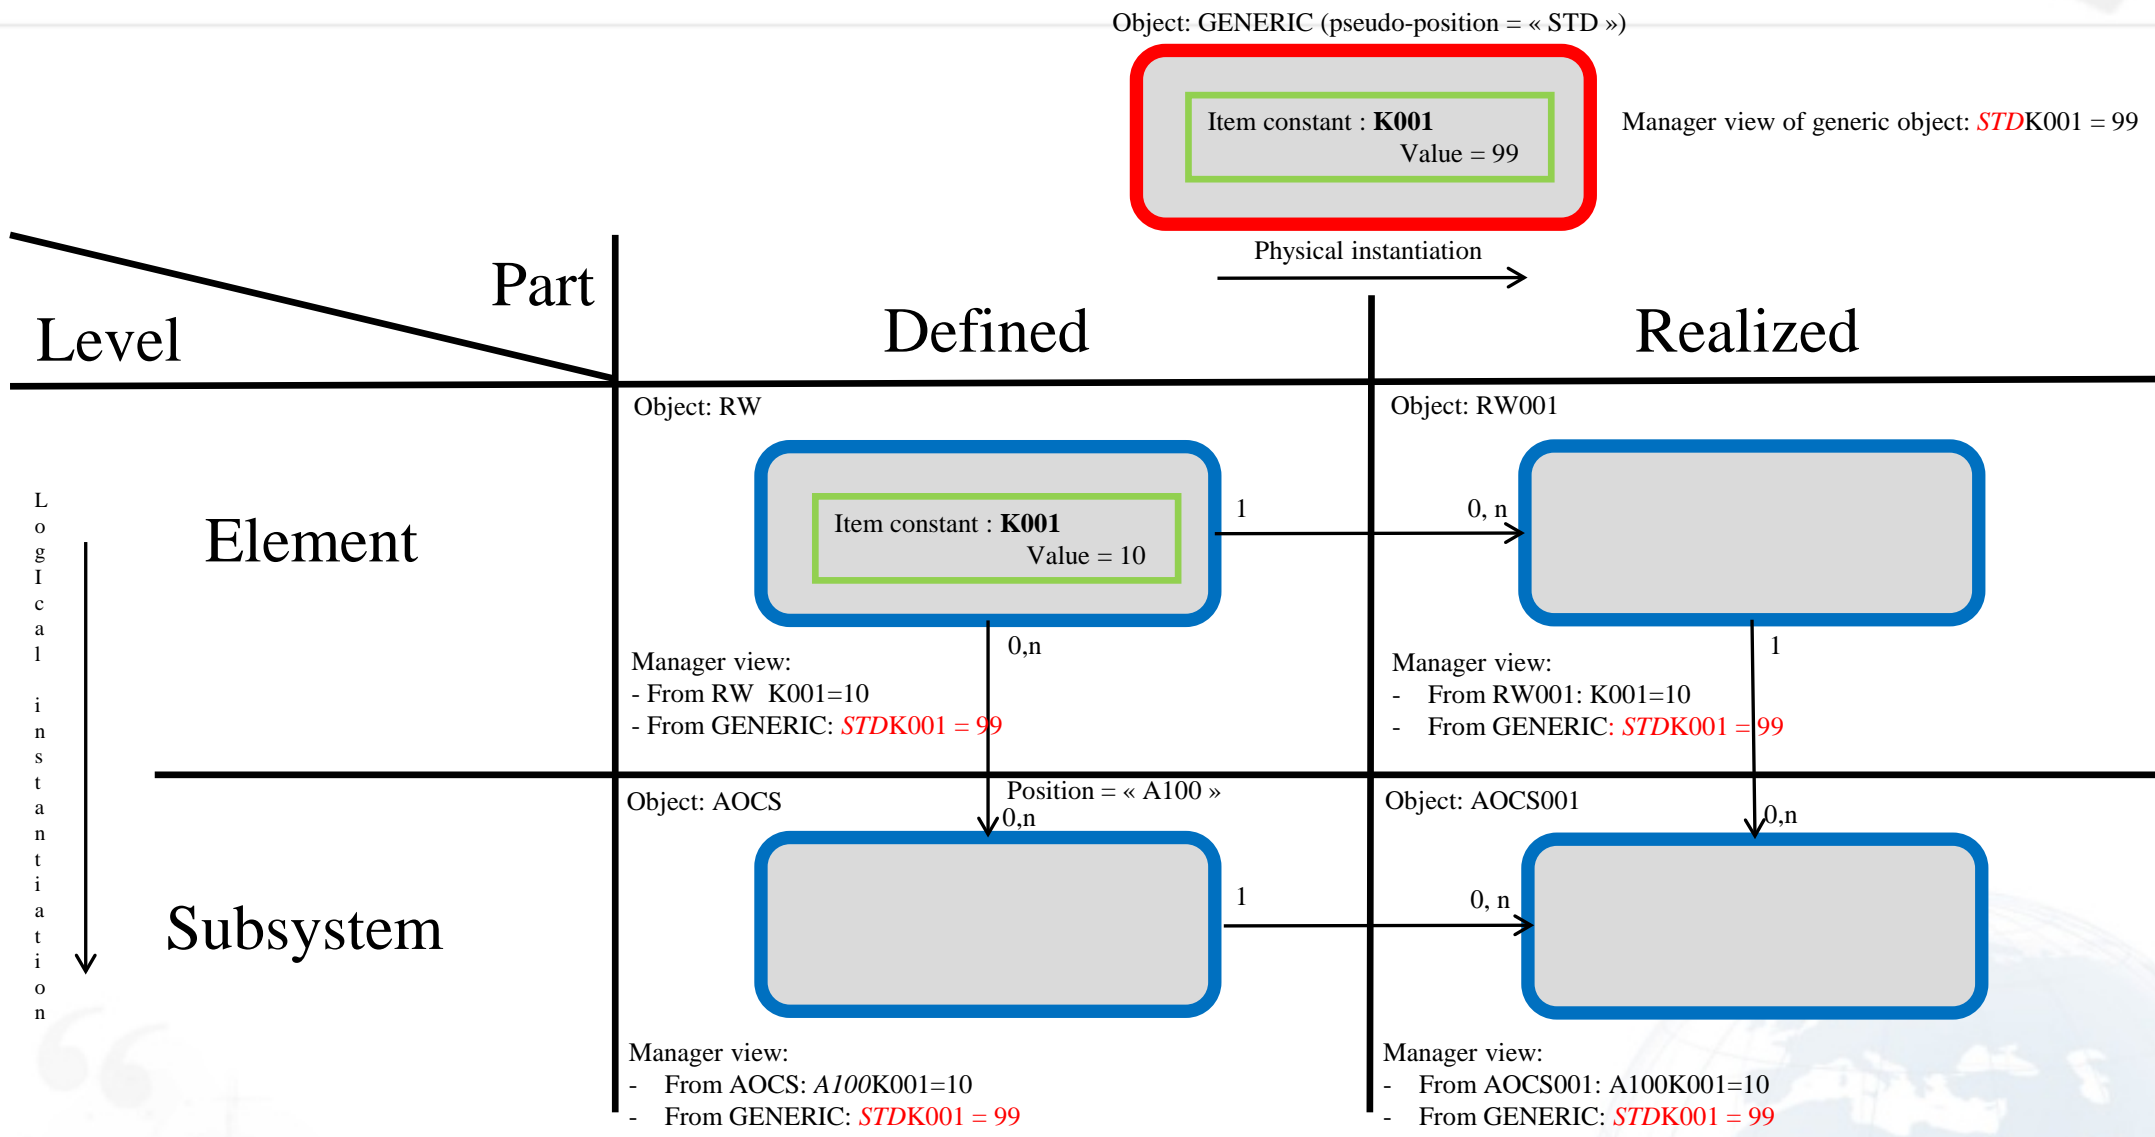 Object: GENERIC (pseudo-position = « STD »)
Item constant : K001
Value = 99
Manager view of generic object: STDK001 = 99
Physical instantiation
Part
Level
Defined
Realized
Object: RW
Object: RW001
LogIcal instantiation
Element
Item constant : K001
Value = 10
1
0, n
0,n
1
Manager view:
- From RW K001=10
- From GENERIC: STDK001 = 99
Manager view:
- From RW001: K001=10
- From GENERIC: STDK001 = 99
Object: AOCS
Position = « A100 »
0,n
Object: AOCS001
0,n
Subsystem
1
0, n
Manager view:
- From AOCS: A100K001=10
- From GENERIC: STDK001 = 99
Manager view:
- From AOCS001: A100K001=10
- From GENERIC: STDK001 = 99